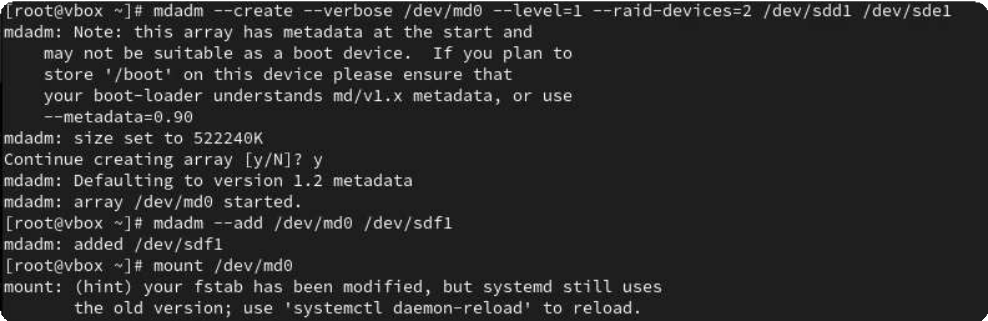 [root@vbox ~]# mdadm --create --verbose /dev/md0 --level=1 --raid-devices=2 /dev/sdd1 /dev/sde1
mdadm: Note: this array has metadata at the start and
    may not be suitable as a boot device.  If you plan to
    store '/boot' on this device please ensure that
    your boot-loader understands md/v1.x metadata, or use
    --metadata=0.90
mdadm: size set to 522240K
Continue creating array [y/N]? y
mdadm: Defaulting to version 1.2 metadata
mdadm: array /dev/md0 started.
[root@vbox ~]# mdadm --add /dev/md0 /dev/sdf1
mdadm: added /dev/sdf1
[root@vbox ~]# mount /dev/md0
mount: (hint) your fstab has been modified, but systemd still uses
       the old version; use 'systemctl daemon-reload' to reload.